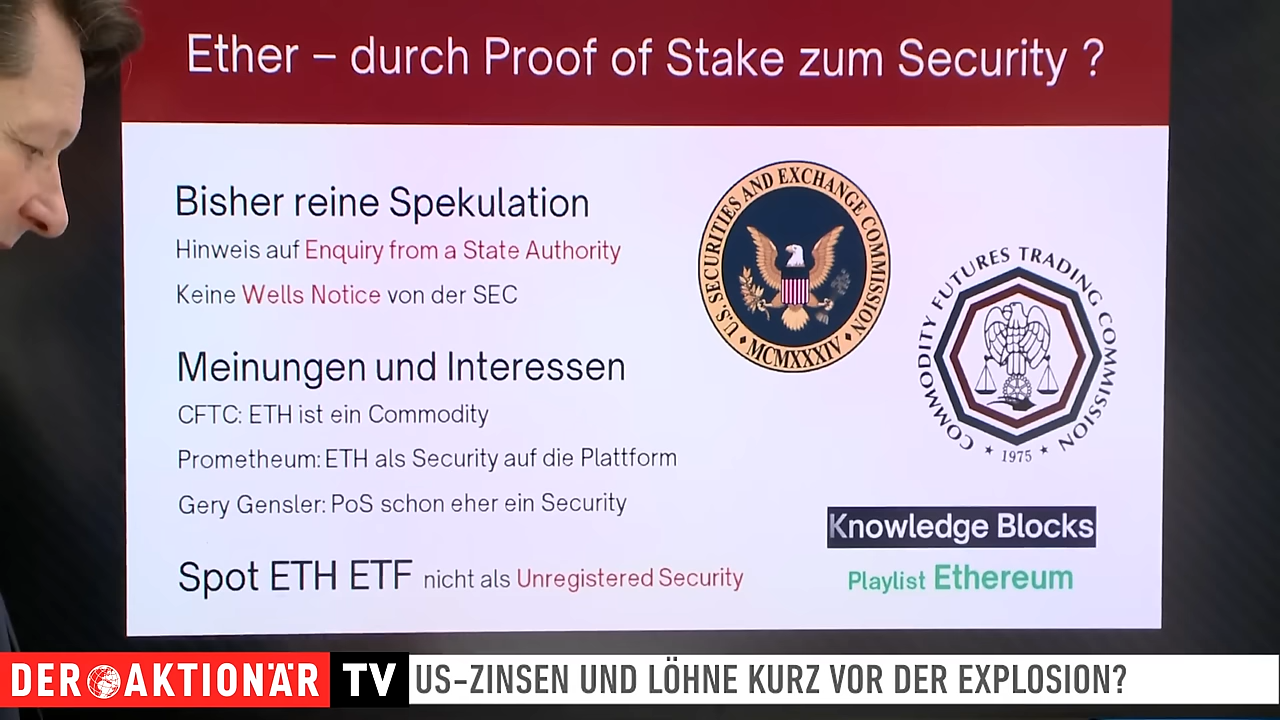 Ether – durch Proof of Stake zum Security ?
Bisher reine Spekulation
Hinweis auf Enquiry from a State Authority
Keine Wells Notice von der SEC
Meinungen und Interessen
CFTC: ETH ist ein Commodity
Prometheum: ETH als Security auf die Plattform
Gery Gensler: PoS schon eher ein Security
Spot ETH ETF nicht als Unregistered Security
U.S. SECURITIES AND EXCHANGE COMMISSION
MCMXXXIV
COMMODITY FUTURES TRADING COMMISSION
1975
Knowledge Blocks
Playlist Ethereum
DER AKTIONÄR TV
US-ZINSEN UND LÖHNE KURZ VOR DER EXPLOSION?